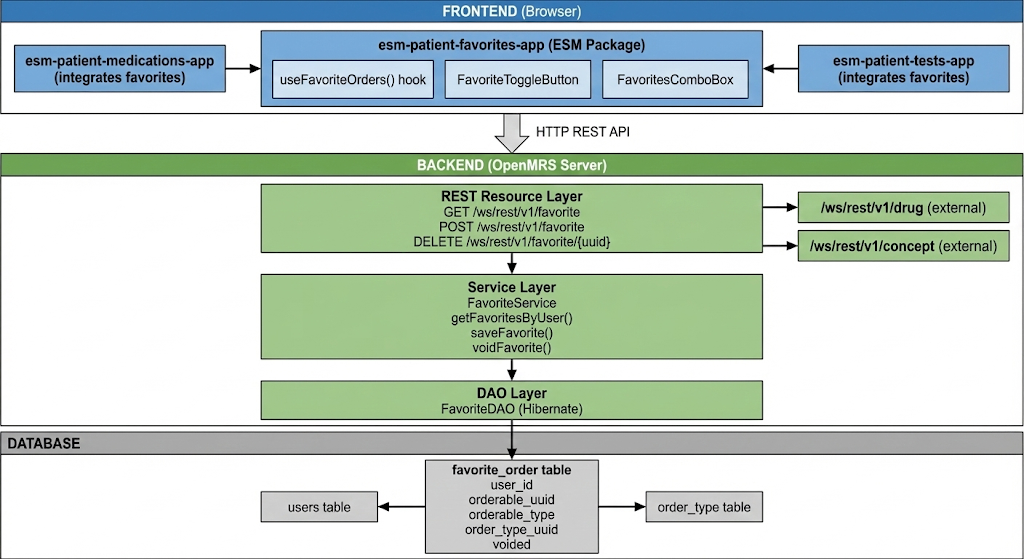 FRONTEND (Browser)
esm-patient-medications-app
(integrates favorites)
esm-patient-favorites-app (ESM Package)
useFavoriteOrders() hook
FavoriteToggleButton
FavoritesComboBox
esm-patient-tests-app
(integrates favorites)
HTTP REST API
BACKEND (OpenMRS Server)
REST Resource Layer
GET /ws/rest/v1/favorite
POST /ws/rest/v1/favorite
DELETE /ws/rest/v1/favorite/{uuid}
/ws/rest/v1/drug (external)
/ws/rest/v1/concept (external)
Service Layer
FavoriteService
getFavoritesByUser()
saveFavorite()
voidFavorite()
DAO Layer
FavoriteDAO (Hibernate)
DATABASE
users table
favorite_order table
user_id
orderable_uuid
orderable_type
order_type_uuid
voided
order_type table